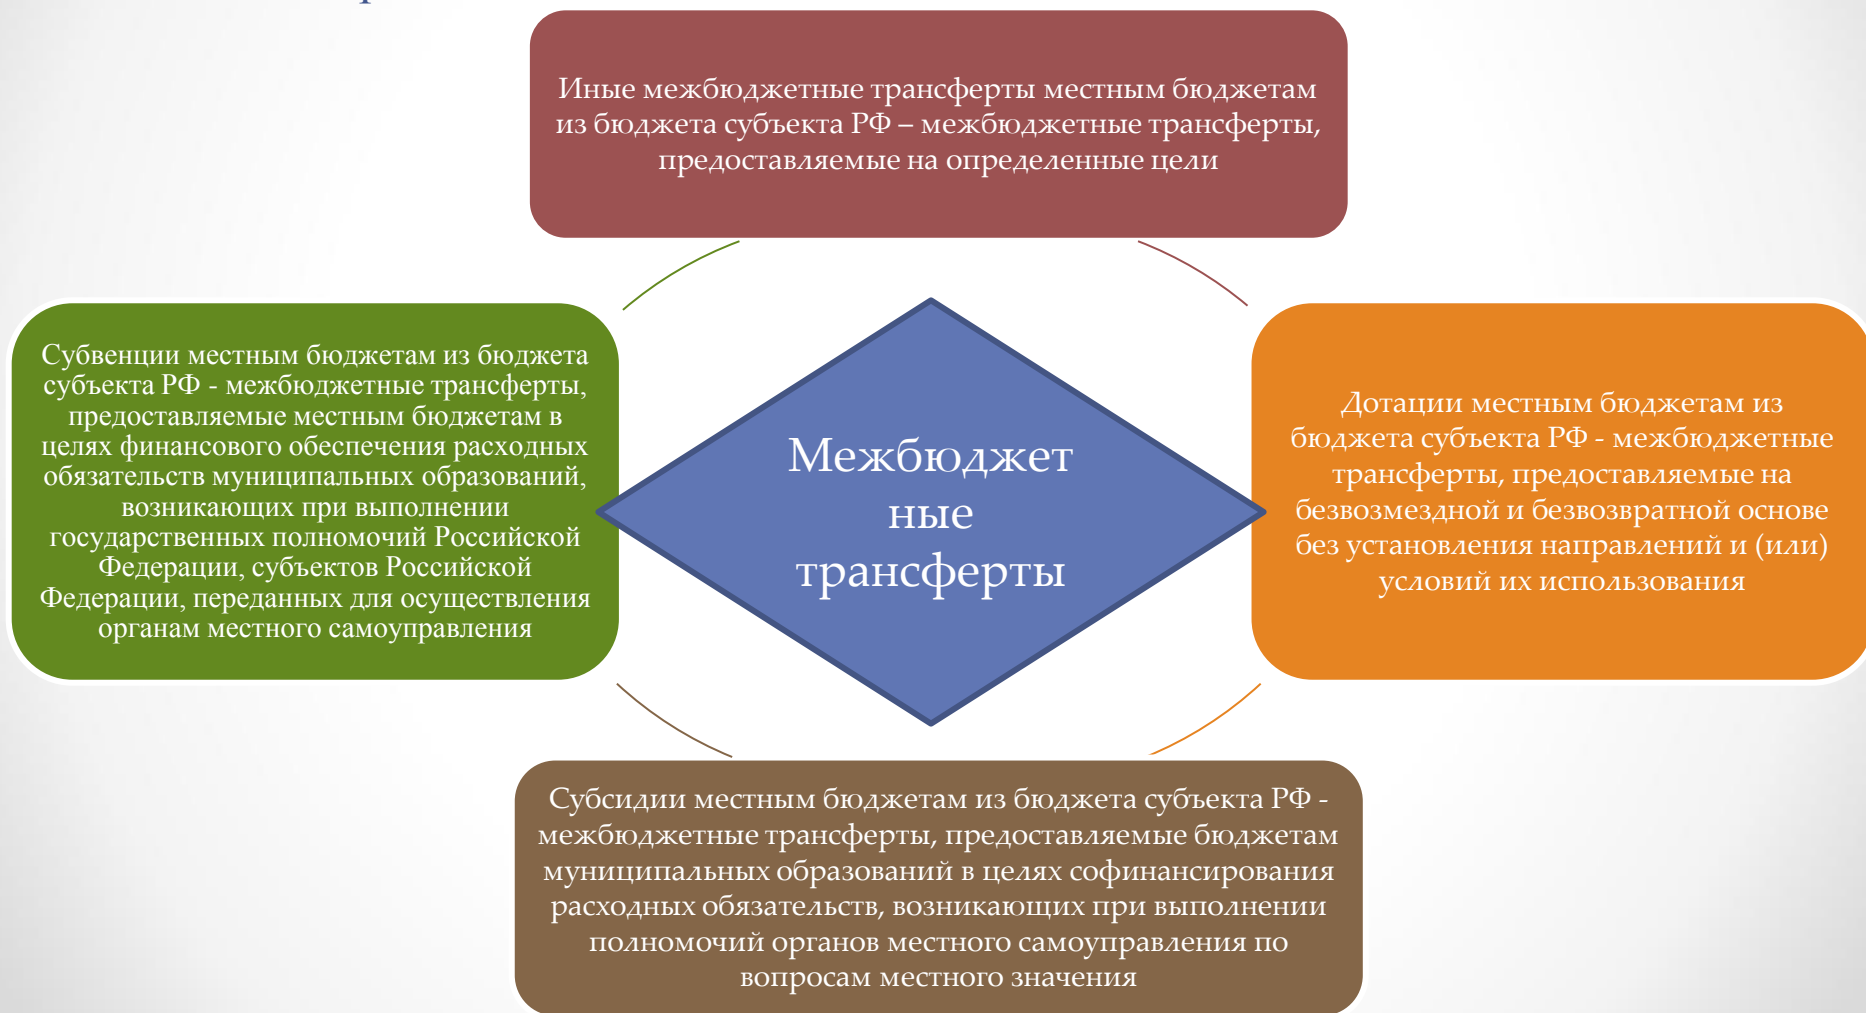 Иные межбюджетные трансферты местным бюджетам
из бюджета субъекта РФ – межбюджетные трансферты,
предоставляемые на определенные цели
Субвенции местным бюджетам из бюджета
субъекта РФ - межбюджетные трансферты,
предоставляемые местным бюджетам в
целях финансового обеспечения расходных
обязательств муниципальных образований,
возникающих при выполнении
государственных полномочий Российской
Федерации, субъектов Российской
Федерации, переданных для осуществления
органам местного самоуправления
Межбюджет
ные
трансферты
Дотации местным бюджетам из
бюджета субъекта РФ - межбюджетные
трансферты, предоставляемые на
безвозмездной и безвозвратной основе
без установления направлений и (или)
условий их использования
Субсидии местным бюджетам из бюджета субъекта РФ -
межбюджетные трансферты, предоставляемые бюджетам
муниципальных образований в целях софинансирования
расходных обязательств, возникающих при выполнении
полномочий органов местного самоуправления по
вопросам местного значения